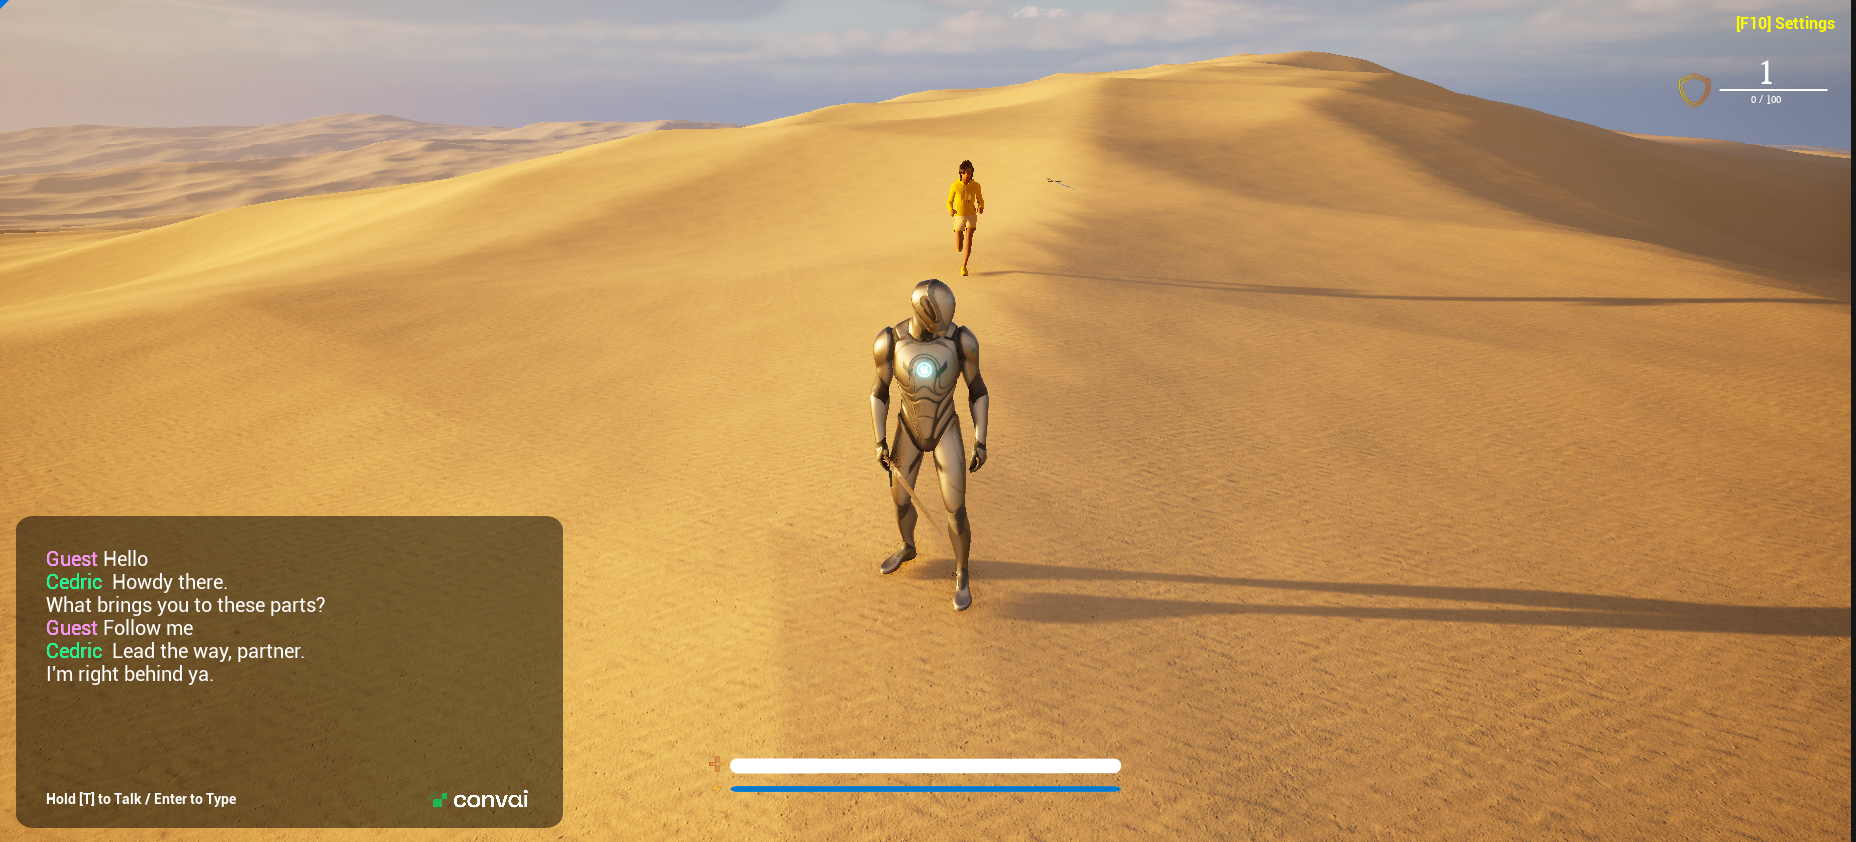 [F10] Settings
1
0 / 100
Guest Hello
Cedric Howdy there.
What brings you to these parts?
Guest Follow me
Cedric Lead the way, partner.
I'm right behind ya.
Hold [T] to Talk / Enter to Type
convai